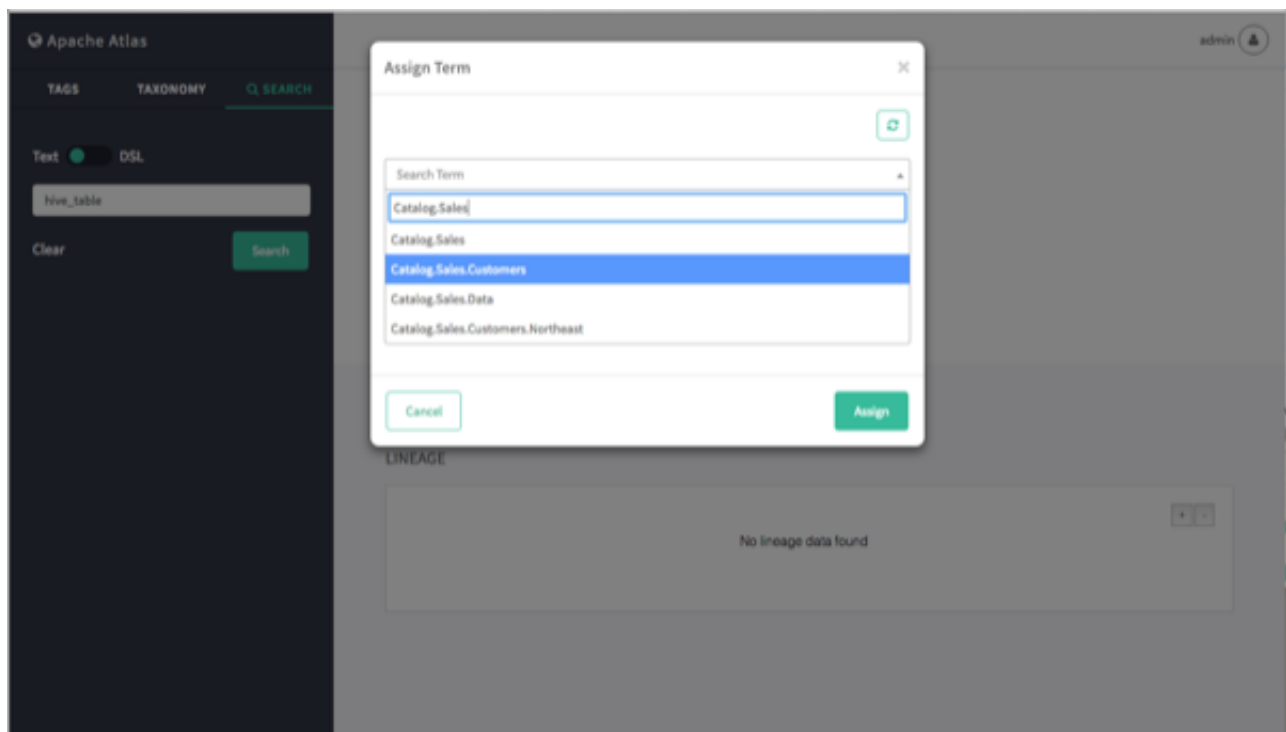 Apache Atlas
admin
TAGS TAXONOMY SEARCH
Text DSL
hive_table
Clear Search
Assign Term
×
Search Term
Catalog.Sales
Catalog.Sales
Catalog.Sales.Customers
Catalog.Sales.Data
Catalog.Sales.Customers.Northeast
Cancel Assign
LINEAGE
+ -
No lineage data found